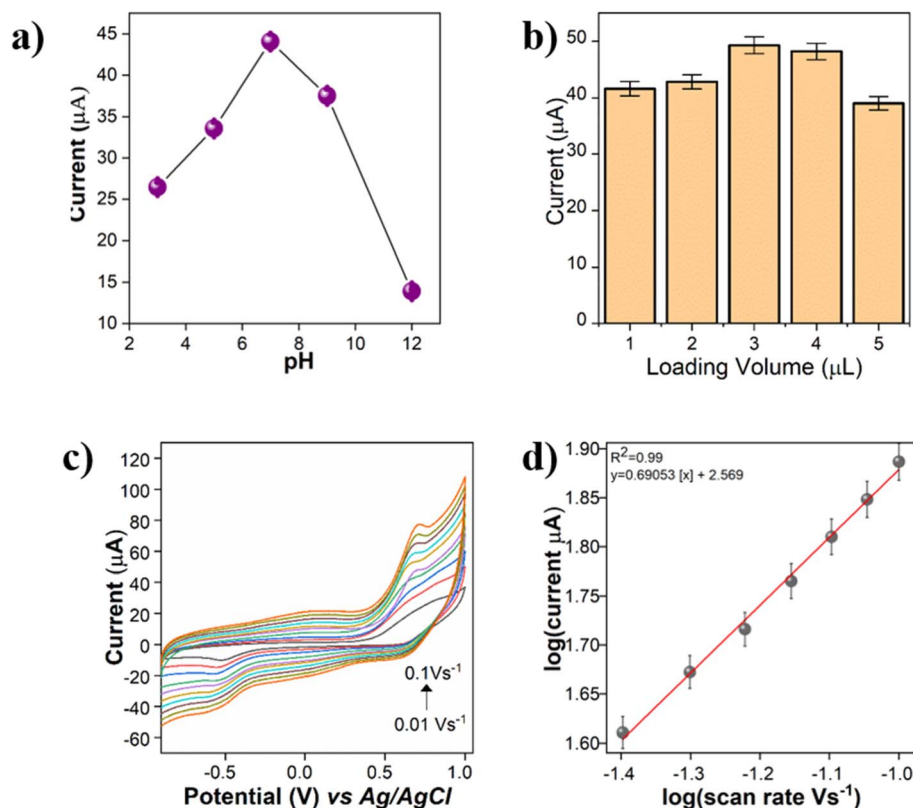 a)
Current (μA)
45
40
35
30
25
20
15
10
2 4 6 8 10 12
pH
b)
Current (μA)
50
40
30
20
10
0
1 2 3 4 5
Loading Volume (μL)
c)
Current (μA)
120
100
80
60
40
20
0
-20
-40
-60
0.1Vs⁻¹
0.01 Vs⁻¹
-0.5 0.0 0.5 1.0
Potential (V) vs Ag/AgCl
d)
log(current μA)
1.90
1.85
1.80
1.75
1.70
1.65
1.60
R²=0.99
y=0.69053 [x] + 2.569
-1.4 -1.3 -1.2 -1.1 -1.0
log(scan rate Vs⁻¹)